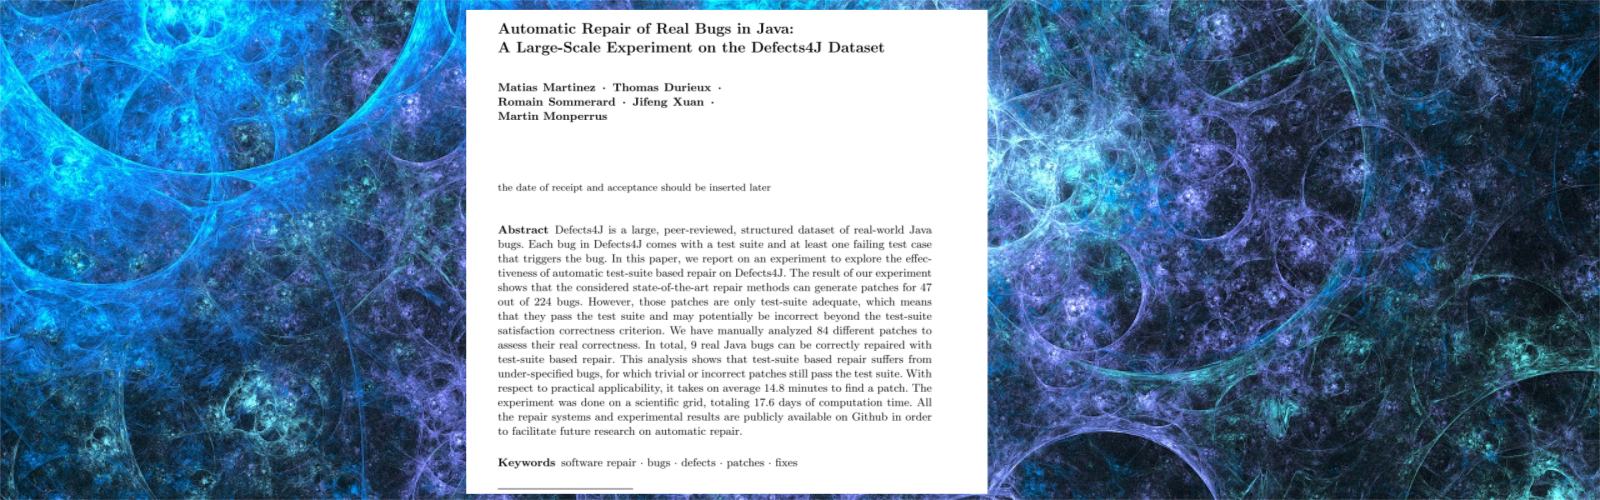 Automatic Repair of Real Bugs in Java:
A Large-Scale Experiment on the Defects4J Dataset
Matias Martinez · Thomas Durieux ·
Romain Sommerard · Jifeng Xuan ·
Martin Monperrus
the date of receipt and acceptance should be inserted later
Abstract Defects4J is a large, peer-reviewed, structured dataset of real-world Java
bugs. Each bug in Defects4J comes with a test suite and at least one failing test case
that triggers the bug. In this paper, we report on an experiment to explore the effec-
tiveness of automatic test-suite based repair on Defects4J. The result of our experiment
shows that the considered state-of-the-art repair methods can generate patches for 47
out of 224 bugs. However, those patches are only test-suite adequate, which means
that they pass the test suite and may potentially be incorrect beyond the test-suite
satisfaction correctness criterion. We have manually analyzed 84 different patches to
assess their real correctness. In total, 9 real Java bugs can be correctly repaired with
test-suite based repair. This analysis shows that test-suite based repair suffers from
under-specified bugs, for which trivial or incorrect patches still pass the test suite. With
respect to practical applicability, it takes on average 14.8 minutes to find a patch. The
experiment was done on a scientific grid, totaling 17.6 days of computation time. All
the repair systems and experimental results are publicly available on Github in order
to facilitate future research on automatic repair.
Keywords software repair · bugs · defects · patches · fixes